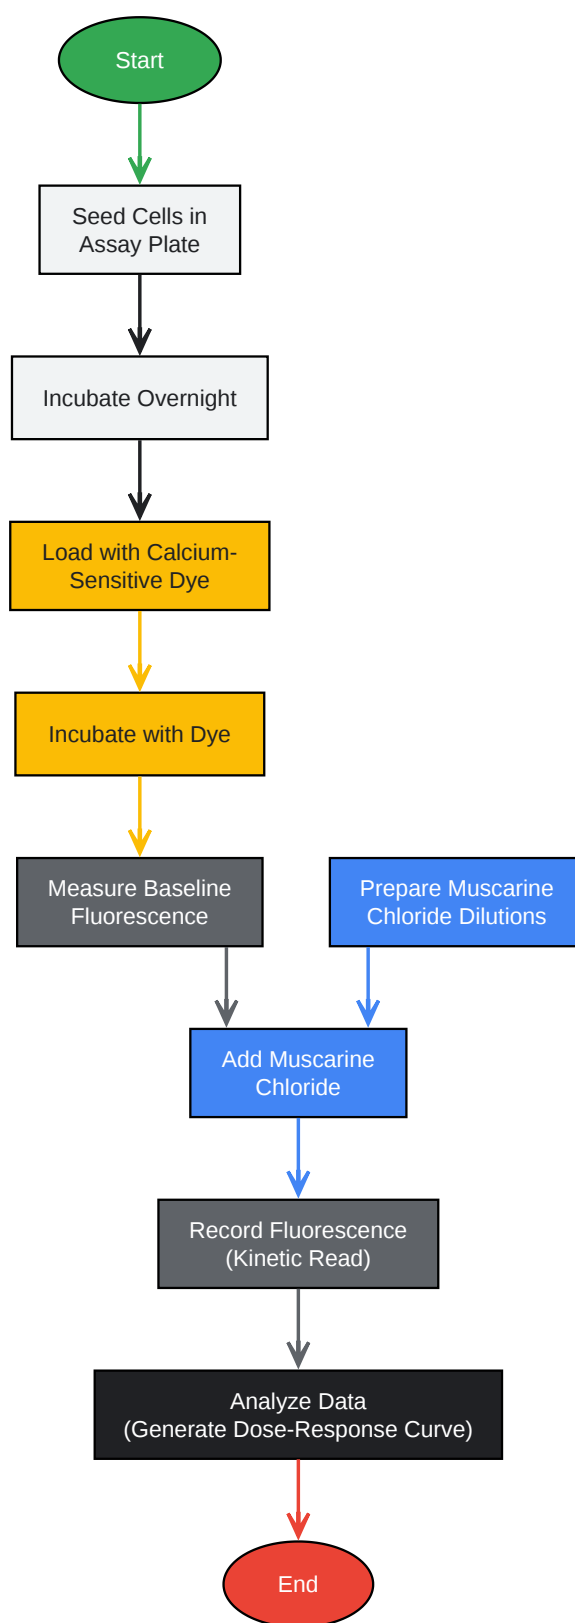 Start
Seed Cells in
Assay Plate
Incubate Overnight
Load with Calcium-
Sensitive Dye
Incubate with Dye
Measure Baseline
Fluorescence
Prepare Muscarine
Chloride Dilutions
Add Muscarine
Chloride
Record Fluorescence
(Kinetic Read)
Analyze Data
(Generate Dose-Response Curve)
End